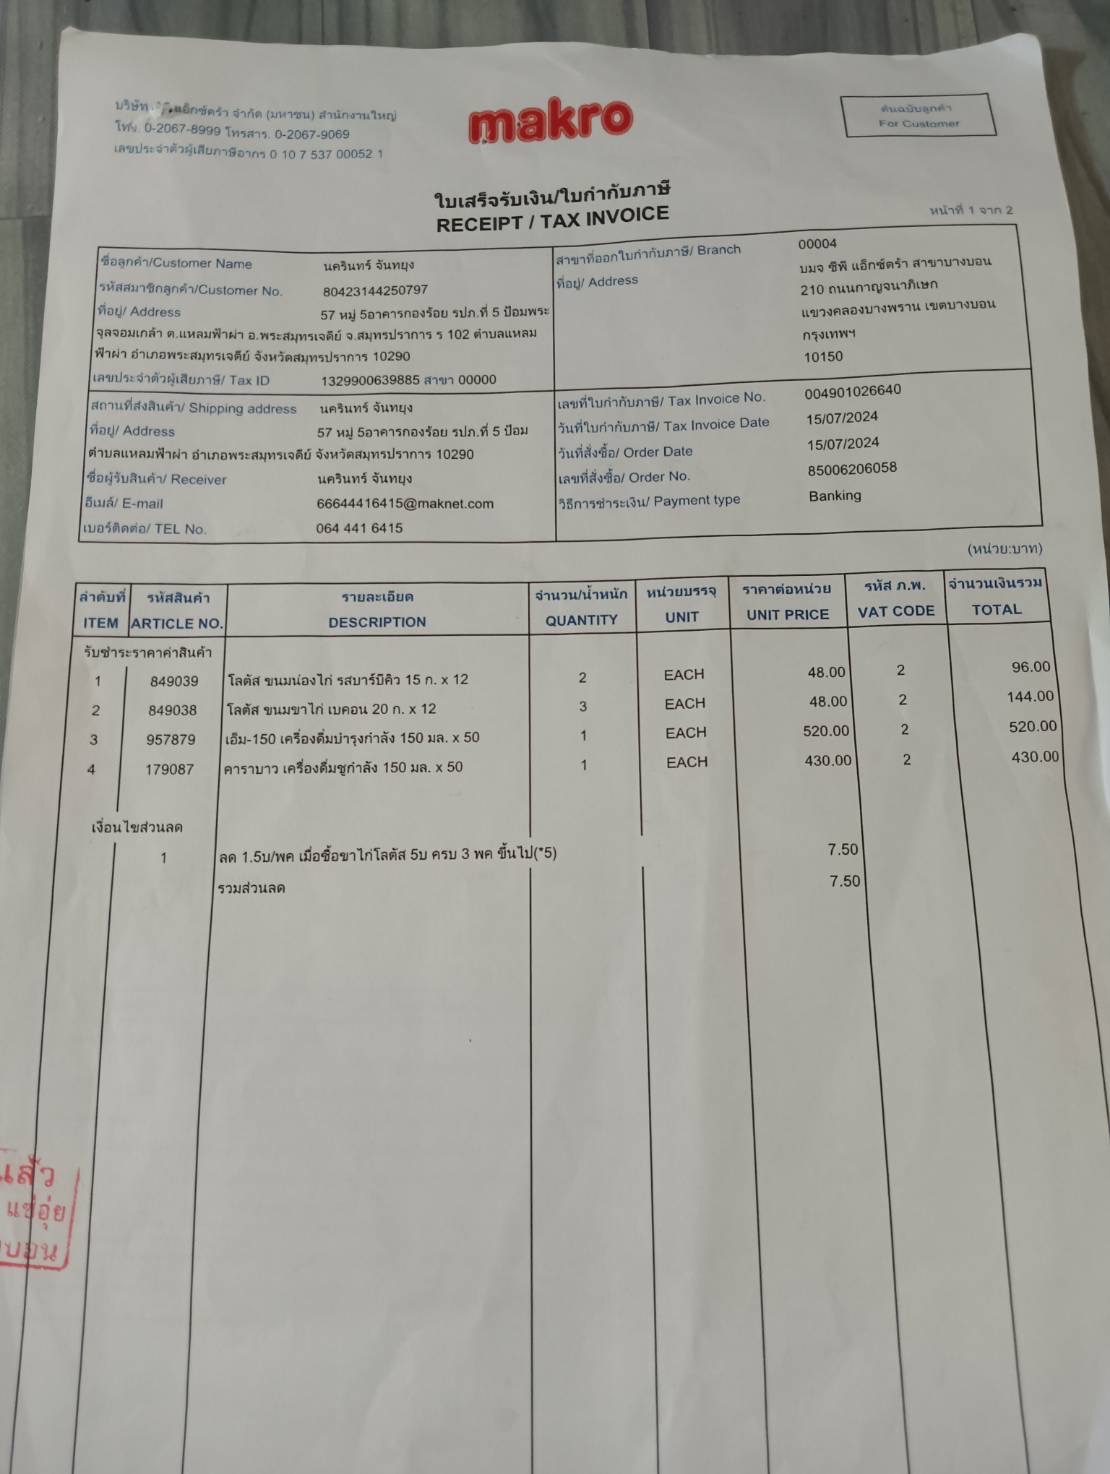 บริษัท แอ็กซ์ตร้า จำกัด (มหาชน) สำนักงานใหญ่
โทร. 0-2067-8999 โทรสาร. 0-2067-9069
เลขประจำตัวผู้เสียภาษีอากร 0 10 7 537 00052 1
makro
ต้นฉบับลูกค้า
For Customer
ใบเสร็จรับเงิน/ใบกำกับภาษี
RECEIPT / TAX INVOICE
หน้าที่ 1 จาก 2
ชื่อลูกค้า/Customer Name นครินทร์ จันทยุง
รหัสสมาชิกลูกค้า/Customer No. 80423144250797
ที่อยู่/ Address 57 หมู่ 5อาคารกองร้อย รปภ.ที่ 5 ป้อมพระ
จุลจอมเกล้า ต.แหลมฟ้าผ่า อ.พระสมุทรเจดีย์ จ.สมุทรปราการ ร 102 ตำบลแหลม
ฟ้าผ่า อำเภอพระสมุทรเจดีย์ จังหวัดสมุทรปราการ 10290
เลขประจำตัวผู้เสียภาษี/ Tax ID 1329900639885 สาขา 00000
สาขาที่ออกใบกำกับภาษี/ Branch 00004
ที่อยู่/ Address บมจ ซีพี แอ็กซ์ตร้า สาขาบางบอน
210 ถนนกาญจนาภิเษก
แขวงคลองบางพราน เขตบางบอน
กรุงเทพฯ
10150
สถานที่ส่งสินค้า/ Shipping address นครินทร์ จันทยุง
ที่อยู่/ Address 57 หมู่ 5อาคารกองร้อย รปภ.ที่ 5 ป้อม
ตำบลแหลมฟ้าผ่า อำเภอพระสมุทรเจดีย์ จังหวัดสมุทรปราการ 10290
ชื่อผู้รับสินค้า/ Receiver นครินทร์ จันทยุง
อีเมล์/ E-mail 66644416415@maknet.com
เบอร์ติดต่อ/ TEL No. 064 441 6415
เลขที่ใบกำกับภาษี/ Tax Invoice No. 004901026640
วันที่ใบกำกับภาษี/ Tax Invoice Date 15/07/2024
วันที่สั่งซื้อ/ Order Date 15/07/2024
เลขที่สั่งซื้อ/ Order No. 85006206058
วิธีการชำระเงิน/ Payment type Banking
(หน่วย:บาท)
ลำดับที่ รหัสสินค้า รายละเอียด จำนวน/น้ำหนัก หน่วยบรรจุ ราคาต่อหน่วย รหัส ภ.พ. จำนวนเงินรวม
ITEM ARTICLE NO. DESCRIPTION QUANTITY UNIT UNIT PRICE VAT CODE TOTAL
รับชำระราคาค่าสินค้า
1 849039 โลตัส ขนมน่องไก่ รสบาร์บีคิว 15 ก. x 12 2 EACH 48.00 2 96.00
2 849038 โลตัส ขนมขาไก่ เบคอน 20 ก. x 12 3 EACH 48.00 2 144.00
3 957879 เอ็ม-150 เครื่องดื่มบำรุงกำลัง 150 มล. x 50 1 EACH 520.00 2 520.00
4 179087 คาราบาว เครื่องดื่มชูกำลัง 150 มล. x 50 1 EACH 430.00 2 430.00
เงื่อนไขส่วนลด
1 ลด 1.5บ/พค เมื่อซื้อขาไก่โลตัส 5บ ครบ 3 พค ขึ้นไป(*5) 7.50
รวมส่วนลด 7.50
แล้ว
แซ่อุ่ย
บอน